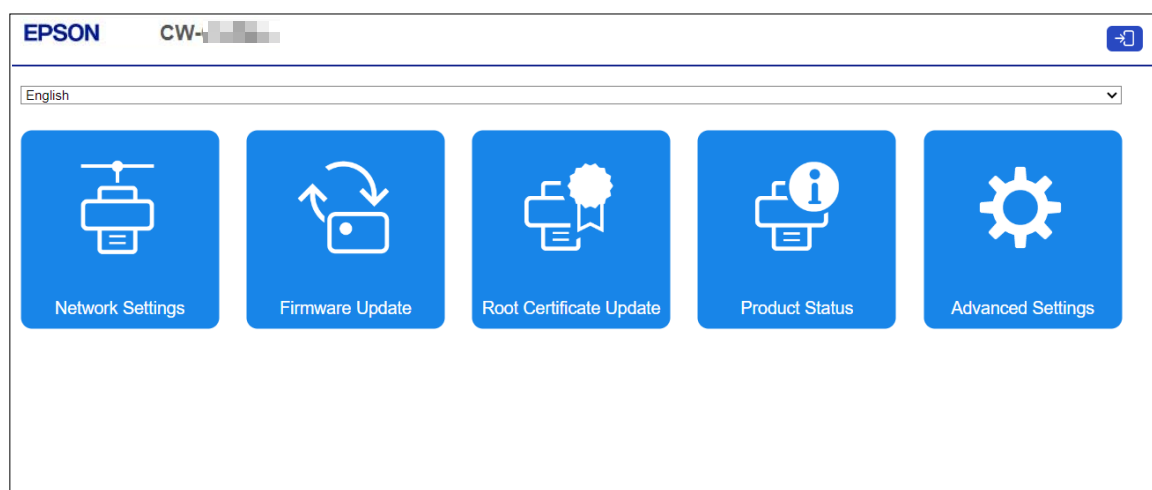 EPSON CW-
English
Network Settings Firmware Update Root Certificate Update Product Status Advanced Settings